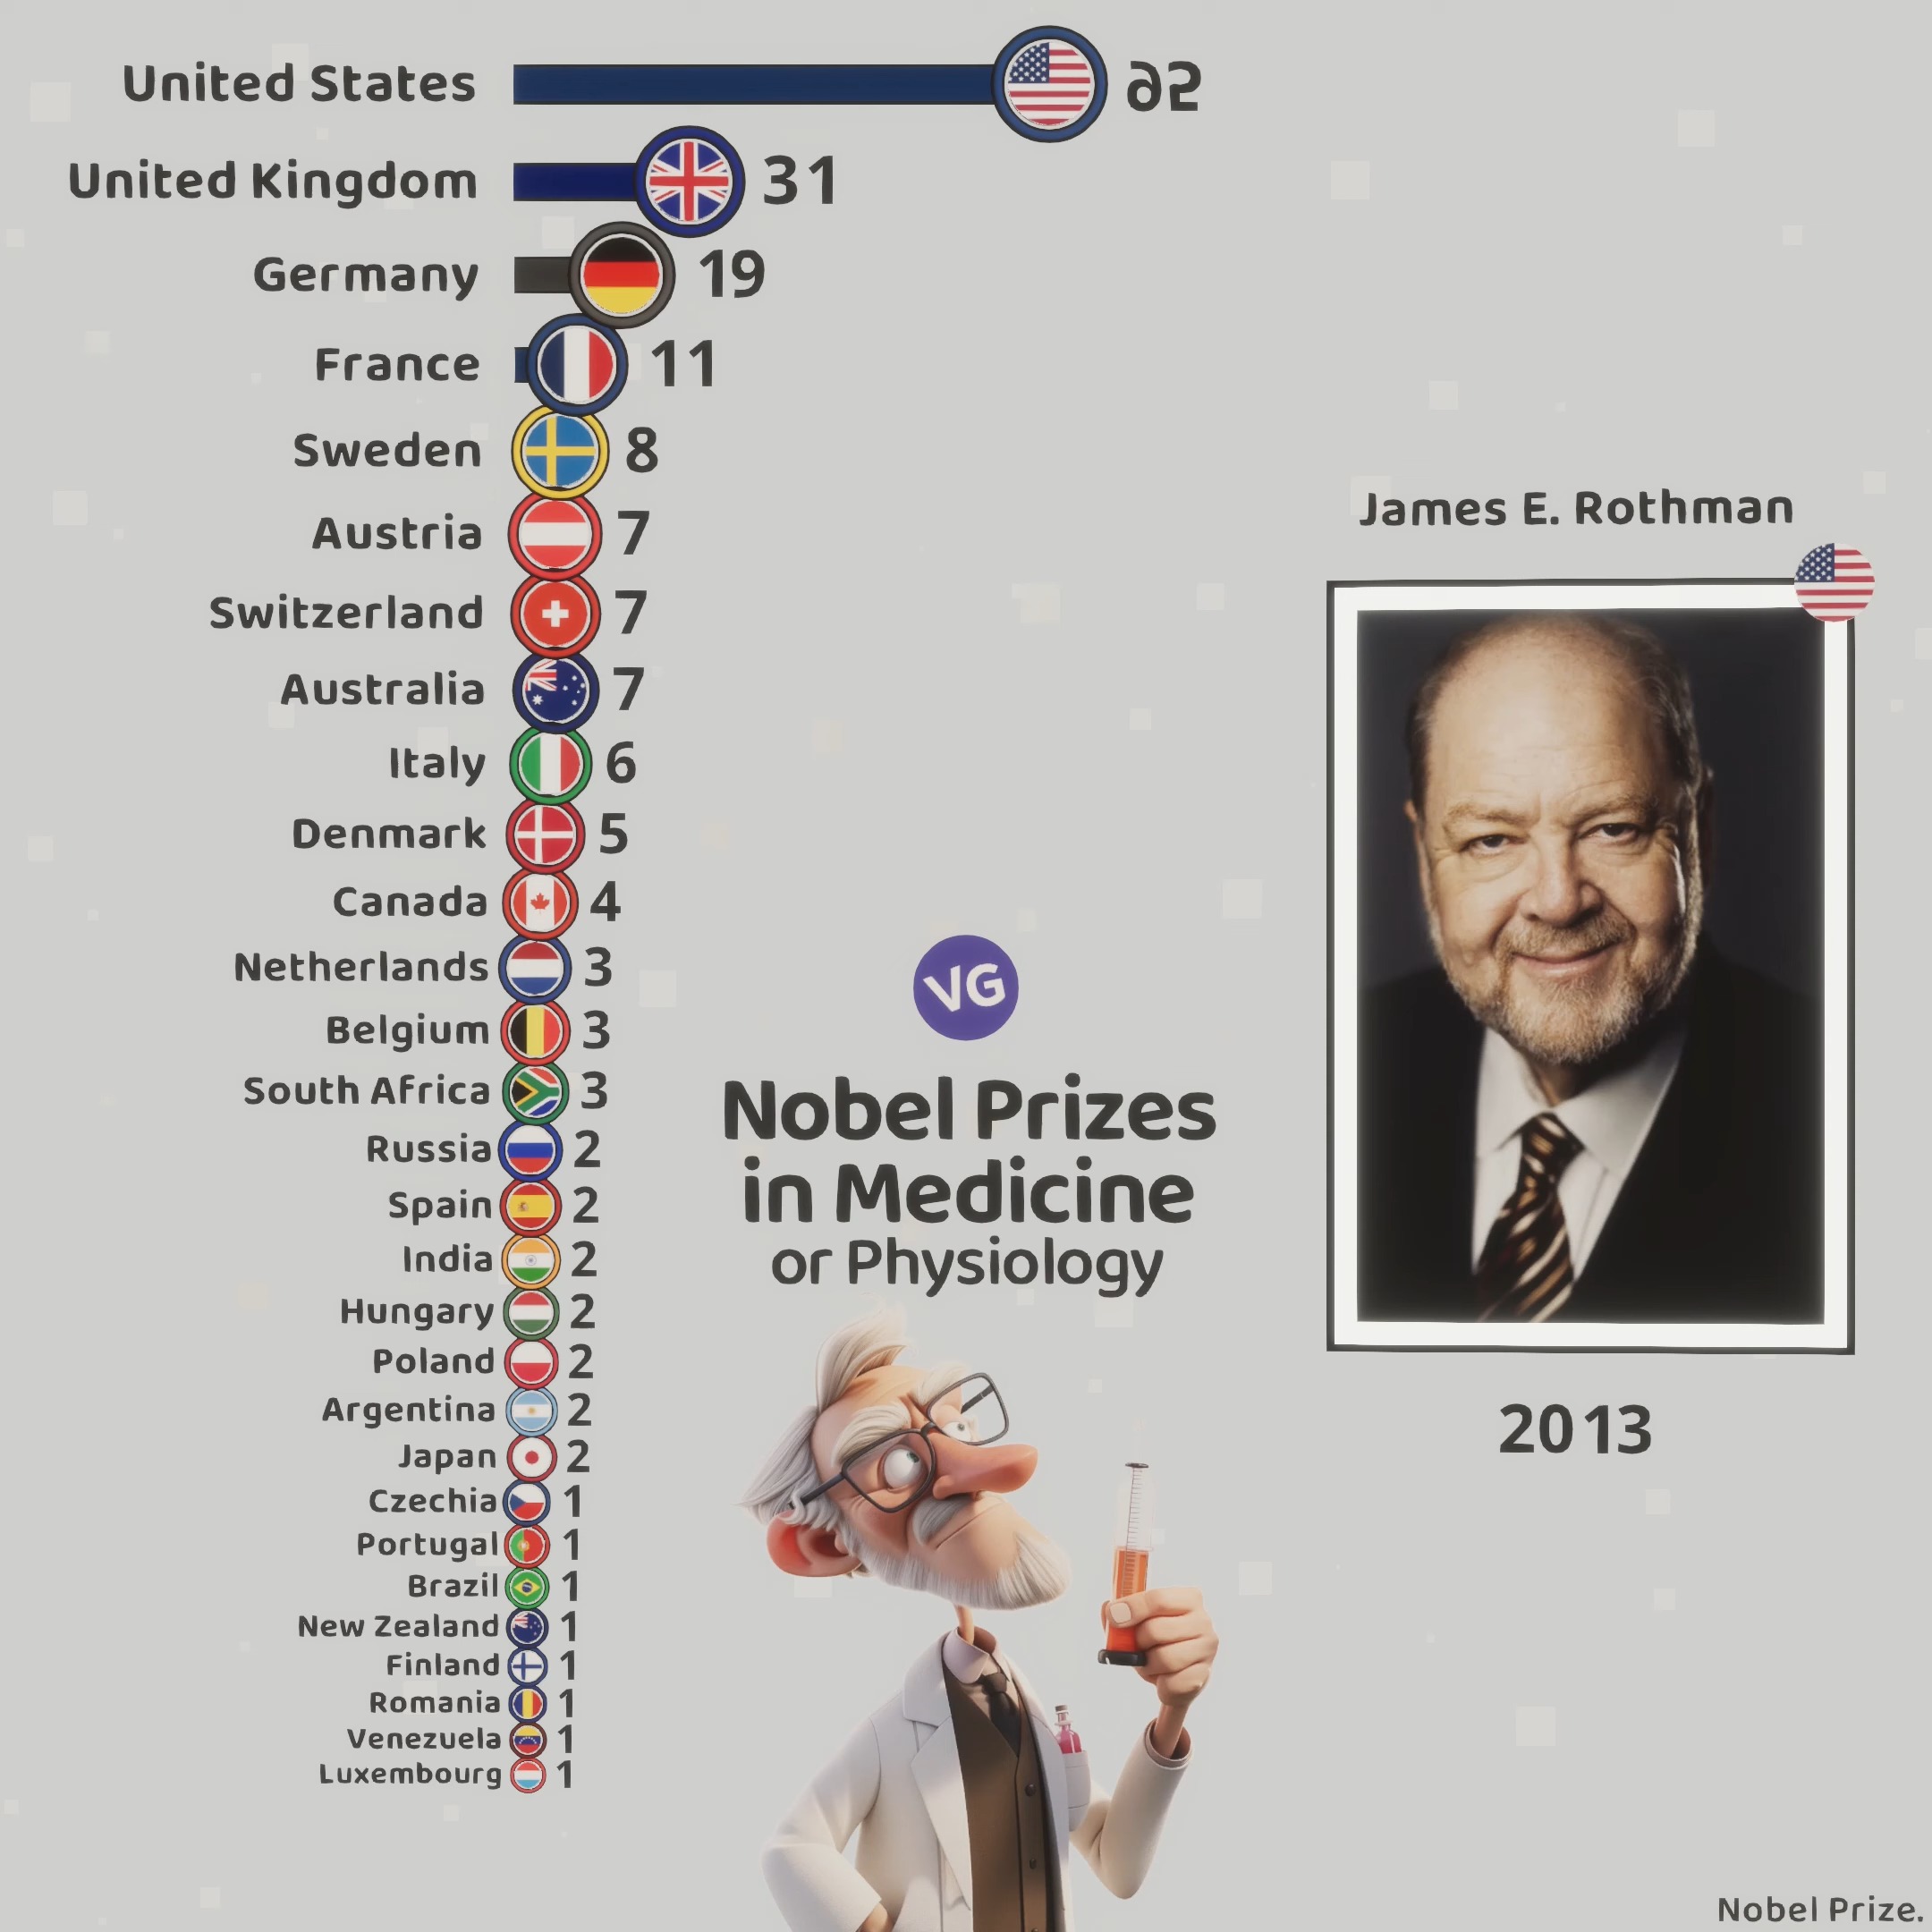 United States
United Kingdom 31
Germany 19
France 11
Sweden 8
Austria 7
Switzerland 7
Australia 7
Italy 6
Denmark 5
Canada 4
Netherlands 3
Belgium 3
South Africa 3
Russia 2
Spain 2
India 2
Hungary 2
Poland 2
Argentina 2
Japan 2
Czechia 1
Portugal 1
Brazil 1
New Zealand 1
Finland 1
Romania 1
Venezuela 1
Luxembourg 1
VG
Nobel Prizes
in Medicine
or Physiology
James E. Rothman
2013
Nobel Prize.